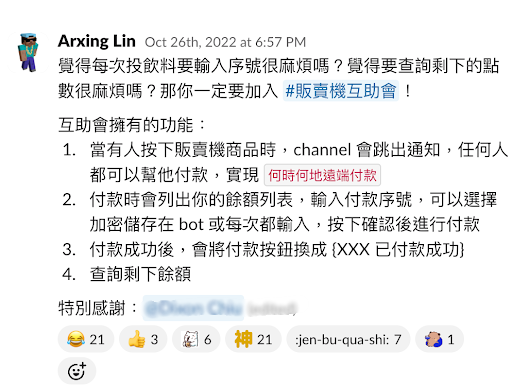 Arxing Lin Oct 26th, 2022 at 6:57 PM
覺得每次投飲料要輸入序號很麻煩嗎？覺得要查詢剩下的點
數很麻煩嗎？那你一定要加入 #販賣機互助會！
互助會擁有的功能：
1. 當有人按下販賣機商品時，channel 會跳出通知，任何人
都可以幫他付款，實現 何時何地遠端付款
2. 付款時會列出你的餘額列表，輸入付款序號，可以選擇
加密儲存在 bot 或每次都輸入，按下確認後進行付款
3. 付款成功後，會將付款按鈕換成 {XXX 已付款成功}
4. 查詢剩下餘額
特別感謝：@Dixon Chiu (edited)
21 3 6 神 21 :jen-bu-qua-shi: 7 1